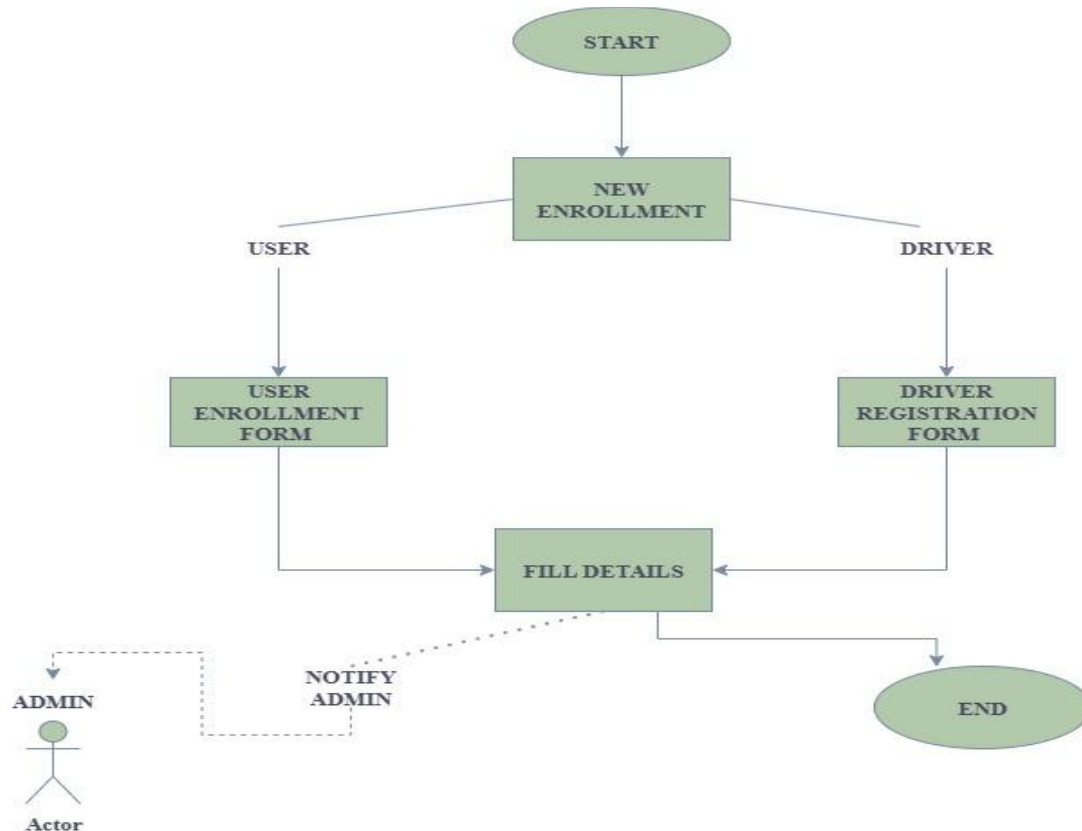 START
NEW
ENROLLMENT
USER
DRIVER
USER
ENROLLMENT
FORM
DRIVER
REGISTRATION
FORM
FILL DETAILS
NOTIFY
ADMIN
ADMIN
END
Actor